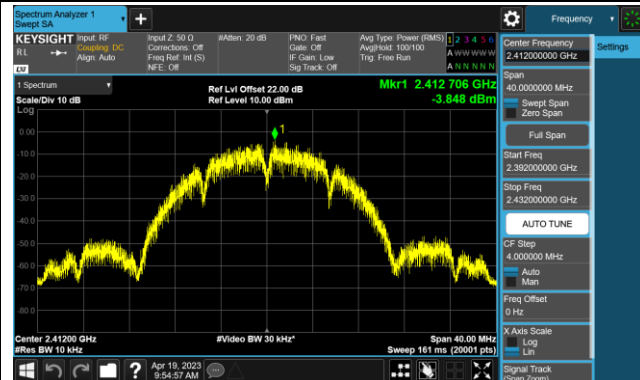 Spectrum Analyzer 1
Swept SA
Frequency
KEYSIGHT
Input: RF
Coupling: DC
Align: Auto
Input Z: 50 Ω
Corrections: Off
Freq Ref: Int (S)
NFE: Off
#Atten: 20 dB
PNO: Fast
Gate: Off
IF Gain: Low
Sig Track: Off
Avg Type: Power (RMS)
Avg|Hold: 100/100
Trig: Free Run
1 2 3 4 5 6
A W W W W W
A N N N N N
RL
LXI
1 Spectrum
Scale/Div 10 dB
Log
Ref Lvl Offset 22.00 dB
Ref Level 10.00 dBm
Mkr1 2.412 706 GHz
-3.848 dBm
1
0.00
-10.0
-20.0
-30.0
-40.0
-50.0
-60.0
-70.0
-80.0
Center 2.41200 GHz
#Res BW 10 kHz
#Video BW 30 kHz*
Span 40.00 MHz
Sweep 161 ms (20001 pts)
Apr 19, 2023
9:54:57 AM
Center Frequency
2.412000000 GHz
Settings
Span
40.0000000 MHz
Swept Span
Zero Span
Full Span
Start Freq
2.392000000 GHz
Stop Freq
2.432000000 GHz
AUTO TUNE
CF Step
4.000000 MHz
Auto
Man
Freq Offset
0 Hz
X Axis Scale
Log
Lin
Signal Track
(Span Zoom)